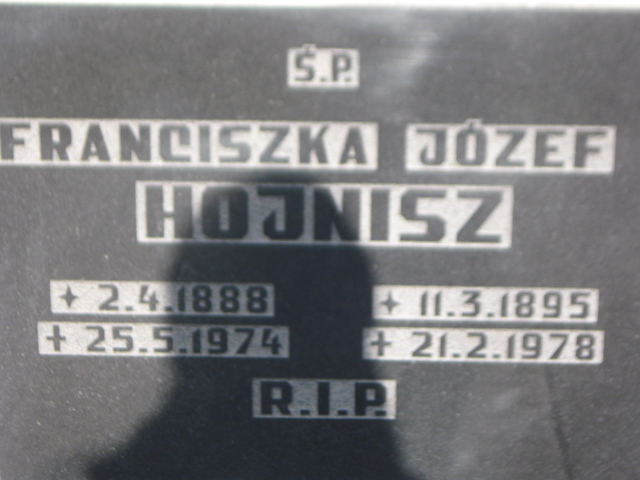 Ś.P.
FRANCISZKA JÓZEF
HOJNISZ
+ 2.4.1888 + 11.3.1895
+ 25.5.1974 + 21.2.1978
R.I.P.